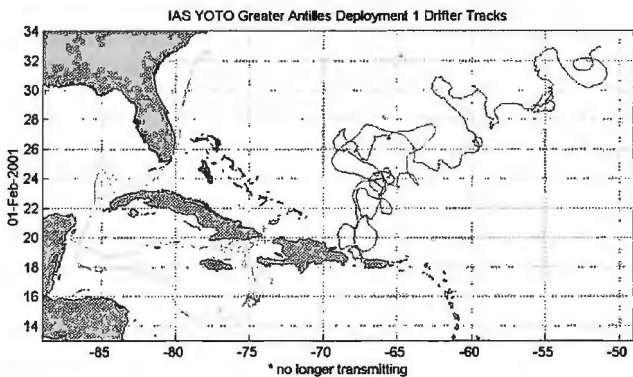 IAS YOTO Greater Antilles Deployment 1 Drifter Tracks
34
32
30
28
26
24
22
20
18
16
14
01-Feb-2001
-85 -80 -75 -70 -65 -60 -55 -50
* no longer transmitting